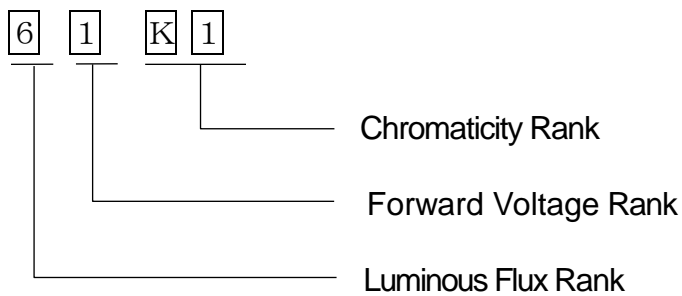 6 1 K 1
Chromaticity Rank
Forward Voltage Rank
Luminous Flux Rank